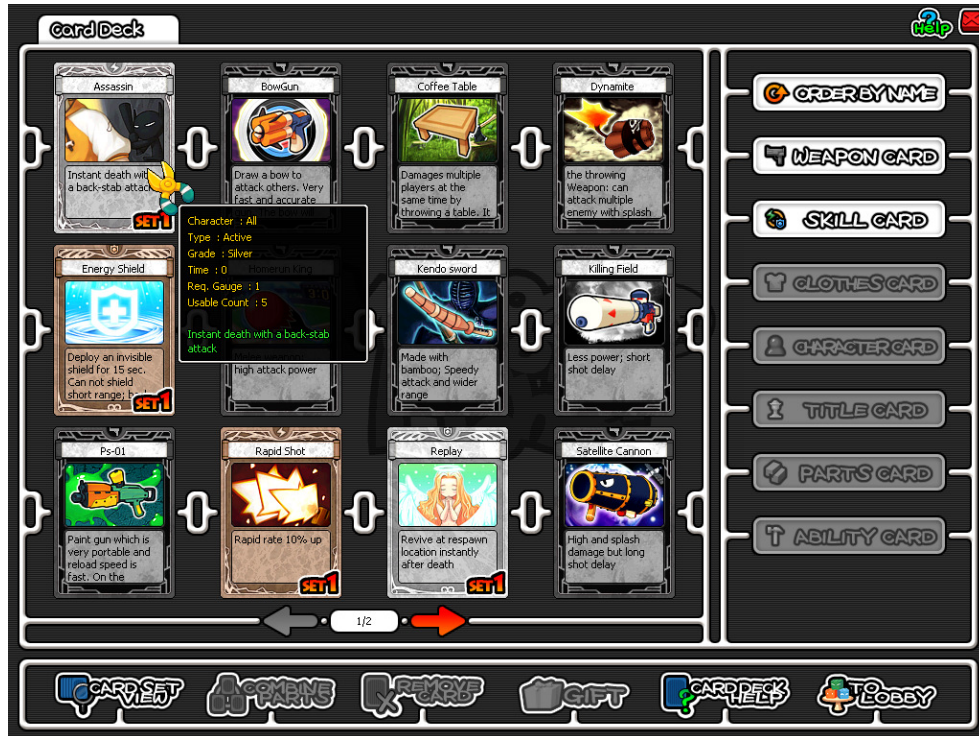 Card Deck
Help
Assassin
Instant death with
a back-stab attack
SET1
BowGun
Draw a bow to
attack others. Very
fast and accurate
Coffee Table
Damages multiple
players at the
same time by
throwing a table. It
Dynamite
the throwing
Weapon: can
attack multiple
enemy with splash
Character : All
Type : Active
Grade : Silver
Time : 0
Req. Gauge : 1
Usable Count : 5
Instant death with a back-stab
attack
Energy Shield
Deploy an invisible
shield for 15 sec.
Can not shield
short range;
SET1
Homerun King
high attack power
Kendo sword
Made with
bamboo; Speedy
attack and wider
range
Killing Field
Less power; short
shot delay
Ps-01
Paint gun which is
very portable and
reload speed is
fast. On the
Rapid Shot
Rapid rate 10% up
SET1
Replay
Revive at respawn
location instantly
after death
SET1
Satellite Cannon
High and splash
damage but long
shot delay
1/2
ORDER BY NAME
WEAPON CARD
SKILL CARD
CLOTHES CARD
CHARACTER CARD
TITLE CARD
PARTS CARD
ABILITY CARD
CARD SET VIEW
COMBINE PARTS
REMOVE CARD
GIFT
CARD DECK HELP
TO LOBBY